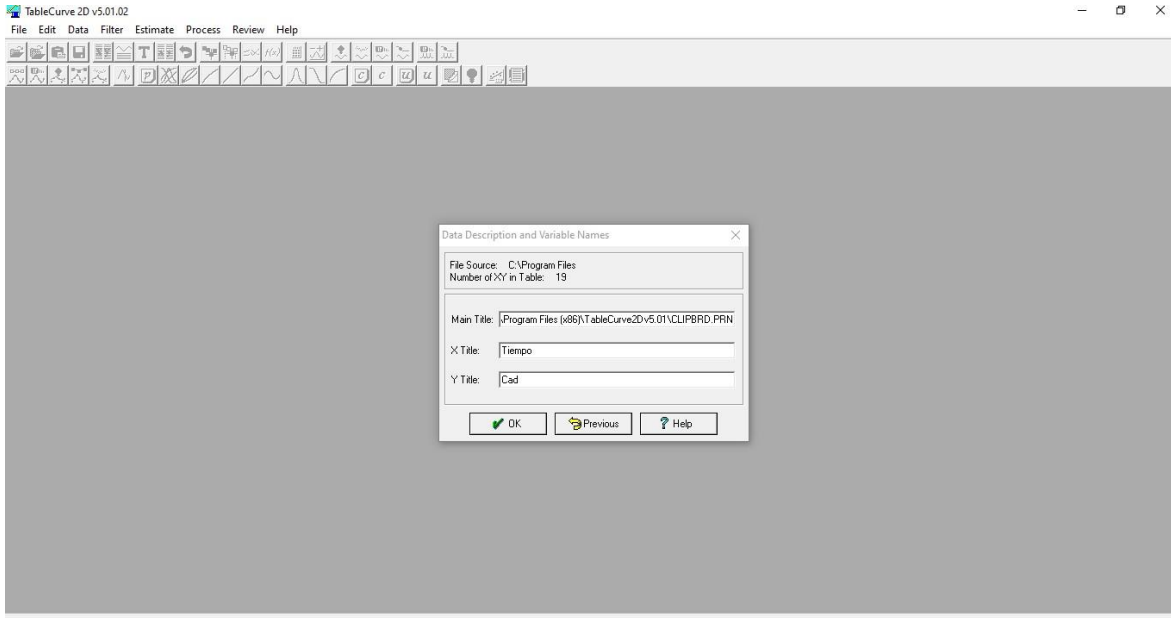 TableCurve 2D v5.01.02
File Edit Data Filter Estimate Process Review Help
Data Description and Variable Names
File Source: C:\Program Files
Number of XY in Table: 19
Main Title: \Program Files (x86)\TableCurve2Dv5.01\CLIPBRD.PRN
X Title: Tiempo
Y Title: Cad
OK Previous Help